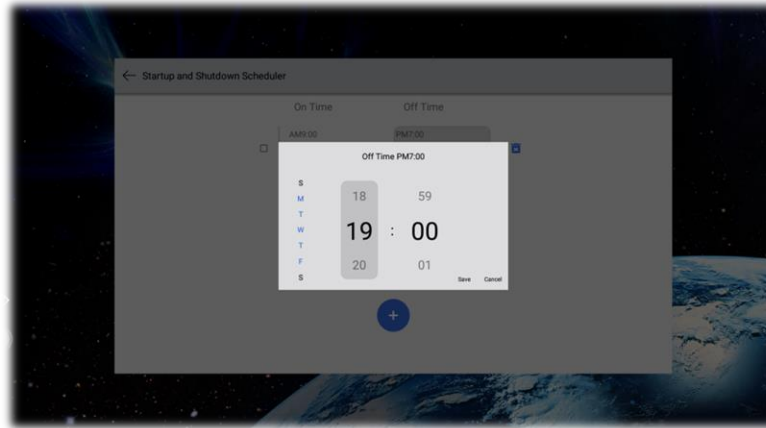 Startup and Shutdown Scheduler
On Time Off Time
AM9:00 PM7:00
Off Time PM7:00
S
M
T
W
T
F
S
18 59
19 : 00
20 01
Save Cancel